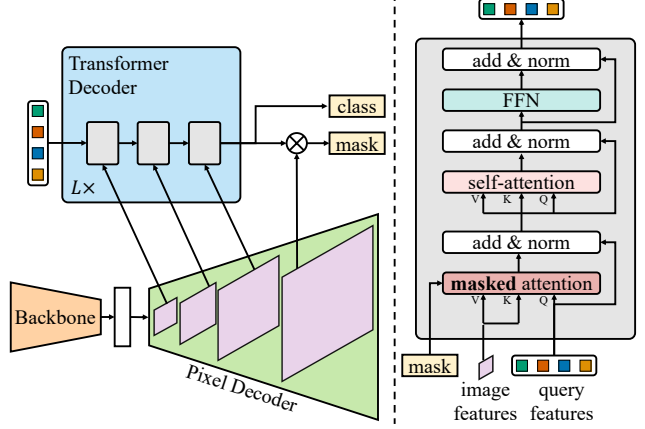 Transformer
Decoder
L×
class
mask
Backbone
Pixel Decoder
add & norm
FFN
add & norm
self-attention
V K Q
add & norm
masked attention
V K Q
mask
image
features
query
features